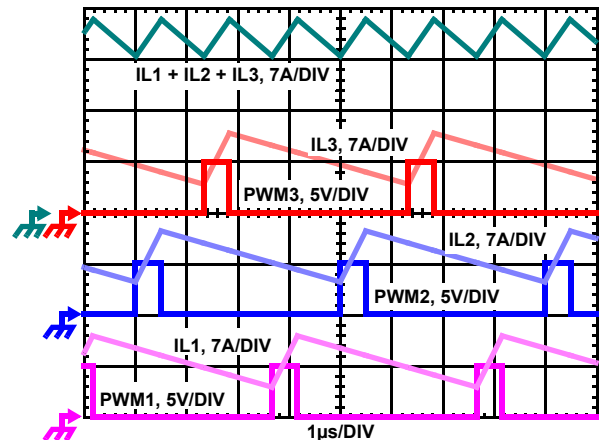 IL1 + IL2 + IL3, 7A/DIV
IL3, 7A/DIV
PWM3, 5V/DIV
IL2, 7A/DIV
PWM2, 5V/DIV
IL1, 7A/DIV
PWM1, 5V/DIV
1µs/DIV